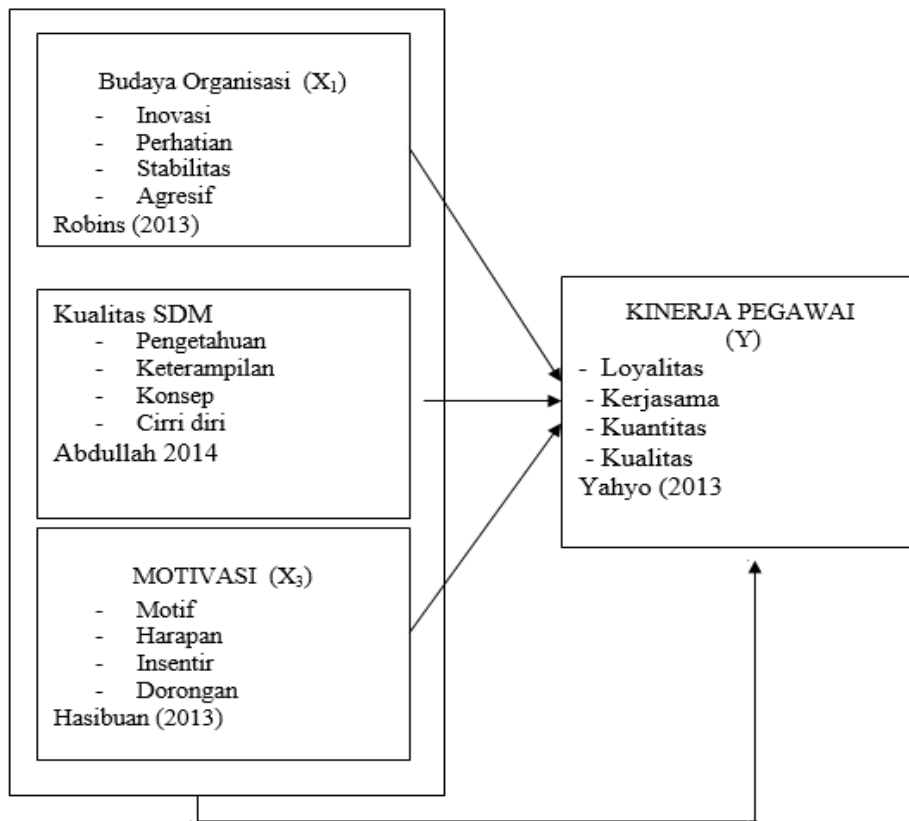 Budaya Organisasi (X₁)
- Inovasi
- Perhatian
- Stabilitas
- Agresif
Robins (2013)
Kualitas SDM
- Pengetahuan
- Keterampilan
- Konsep
- Cirri diri
Abdullah 2014
MOTIVASI (X₃)
- Motif
- Harapan
- Insentir
- Dorongan
Hasibuan (2013)
KINERJA PEGAWAI
(Y)
- Loyalitas
- Kerjasama
- Kuantitas
- Kualitas
Yahyo (2013